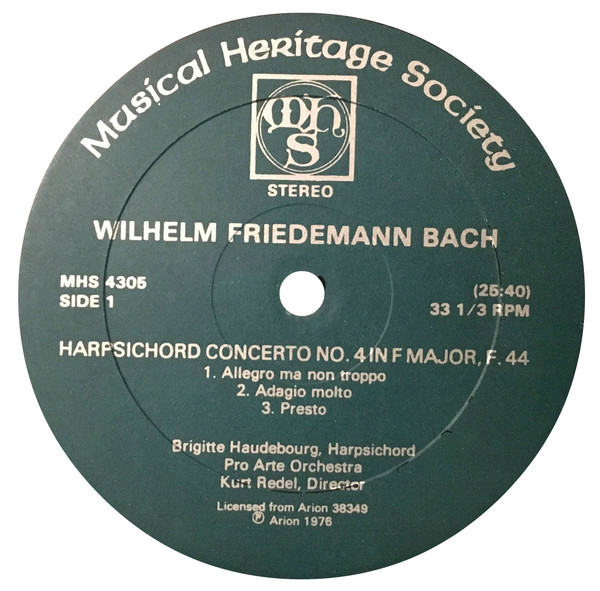 Musical Heritage Society
mhs
STEREO
WILHELM FRIEDEMANN BACH
MHS 4305
SIDE 1
(25:40)
33 1/3 RPM
HARPSICHORD CONCERTO NO. 4 IN F MAJOR, F. 44
1. Allegro ma non troppo
2. Adagio molto
3. Presto
Brigitte Haudebourg, Harpsichord
Pro Arte Orchestra
Kurt Redel, Director
Licensed from Arion 38349
℗ Arion 1976